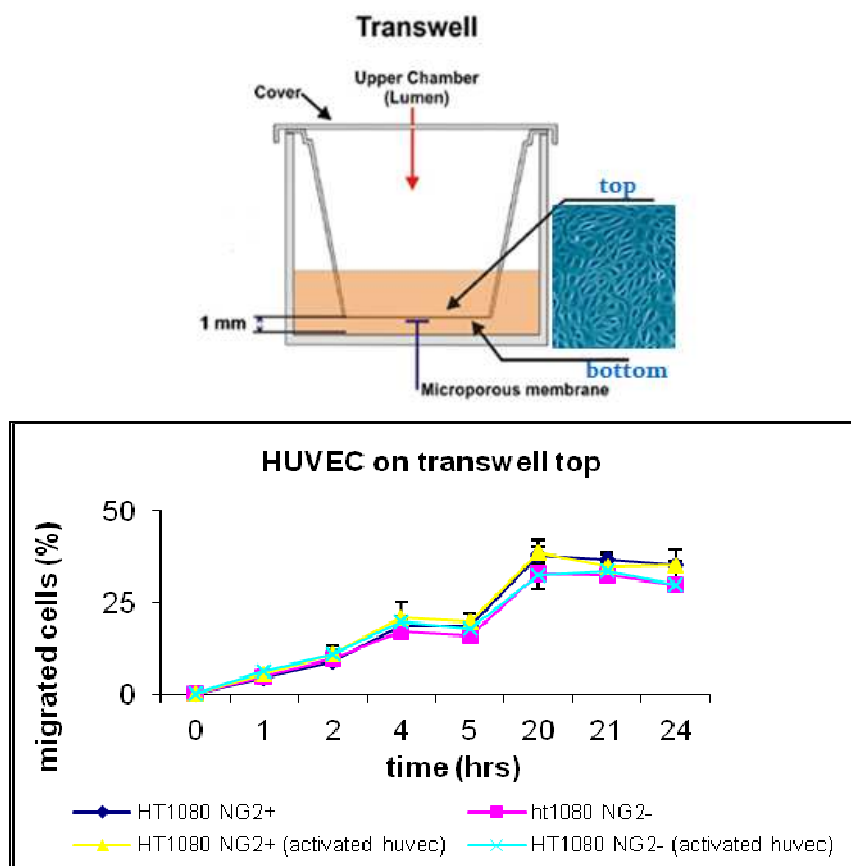 Transwell
Upper Chamber
(Lumen)
Cover
top
1 mm
bottom
Microporous membrane
HUVEC on transwell top
migrated cells (%)
50
25
0
0 1 2 4 5 20 21 24
time (hrs)
HT1080 NG2+
ht1080 NG2-
HT1080 NG2+ (activated huvec)
HT1080 NG2- (activated huvec)